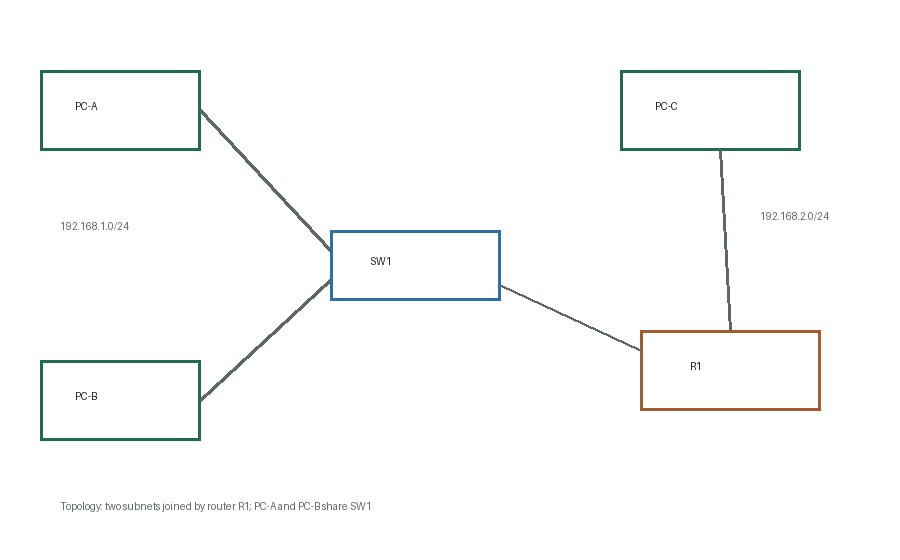 PC-A
PC-C
192.168.1.0/24
192.168.2.0/24
SW1
R1
PC-B
Topology: two subnets joined by router R1; PC-A and PC-B share SW1